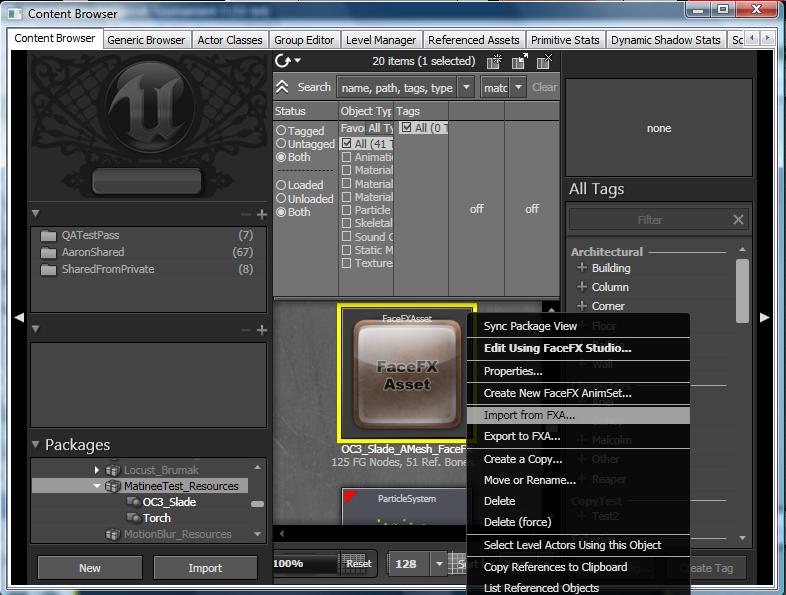 Content Browser
Content Browser Generic Browser Actor Classes Group Editor Level Manager Referenced Assets Primitive Stats Dynamic Shadow Stats Sc
20 items (1 selected)
Search name, path, tags, type matc Clear
Status Object Typ Tags
Tagged
Untagged
Both
Loaded
Unloaded
Both
Favo All Ty
All (41 T
Animatio
Material
Material
Material
Particle
Skeletal
Sound C
Static M
Texture
All (0 T
off off
none
All Tags
Filter
Architectural
Building
Column
Corner
Floor
Wall
Malcolm
Other
Reaper
CopyTest
Test2
Create Tag
QATestPass (7)
AaronShared (67)
SharedFromPrivate (8)
Packages
Locust_Brumak
MatineeTest_Resources
OC3_Slade
Torch
MotionBlur_Resources
New Import
FaceFXAsset
FaceFX
Asset
OC3_Slade_AMesh_FaceF
125 FG Nodes, 51 Ref. Bone
ParticleSystem
100% Reset 128
Sync Package View
Edit Using FaceFX Studio...
Properties...
Create New FaceFX AnimSet...
Import from FXA...
Export to FXA...
Create a Copy...
Move or Rename...
Delete
Delete (force)
Select Level Actors Using this Object
Copy References to Clipboard
List Referenced Objects